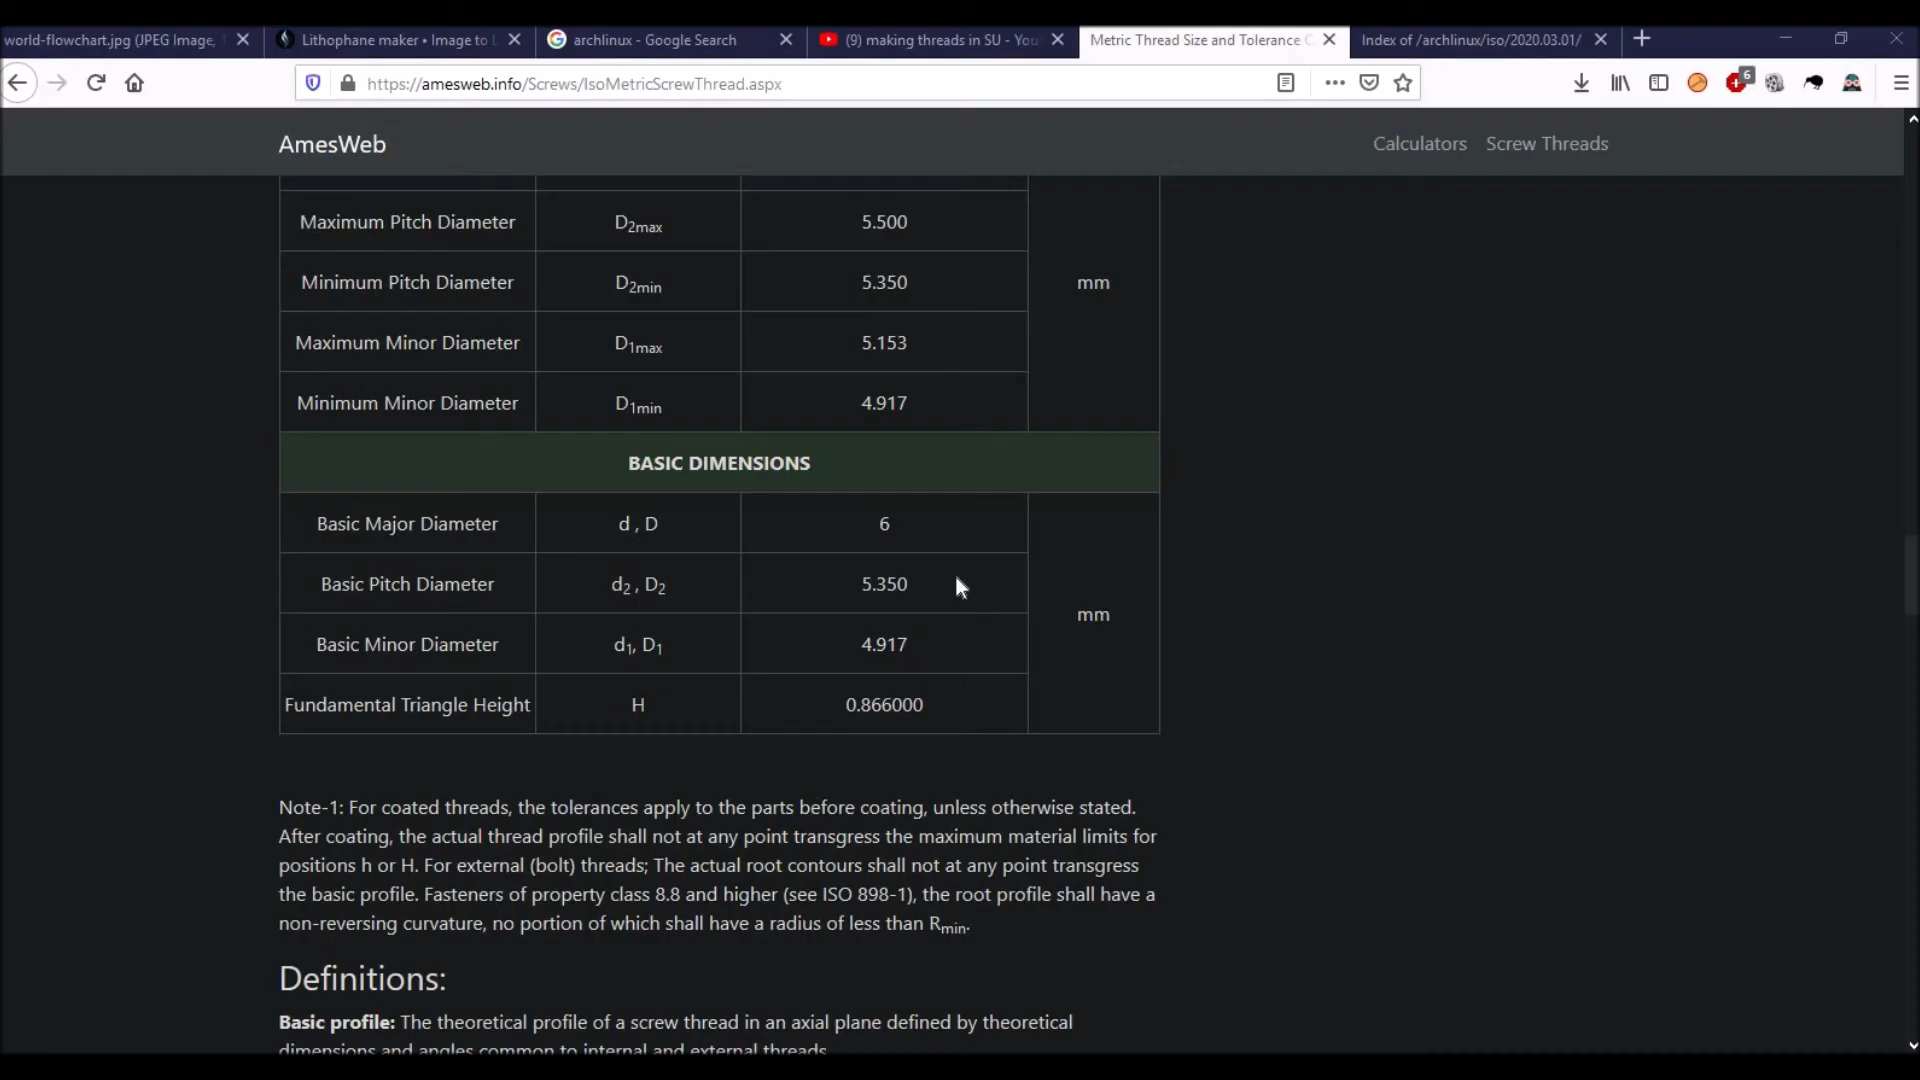 world-flowchart.jpg (JPEG Image,
Lithophane maker • Image to L
archlinux - Google Search
(9) making threads in SU - You
Metric Thread Size and Tolerance C
Index of /archlinux/iso/2020.03.01/
https://amesweb.info/Screws/IsoMetricScrewThread.aspx
6
AmesWeb
Calculators
Screw Threads
Maximum Pitch Diameter D2max 5.500
Minimum Pitch Diameter D2min 5.350 mm
Maximum Minor Diameter D1max 5.153
Minimum Minor Diameter D1min 4.917
BASIC DIMENSIONS
Basic Major Diameter d , D 6
Basic Pitch Diameter d2 , D2 5.350
mm
Basic Minor Diameter d1, D1 4.917
Fundamental Triangle Height H 0.866000
Note-1: For coated threads, the tolerances apply to the parts before coating, unless otherwise stated.
After coating, the actual thread profile shall not at any point transgress the maximum material limits for
positions h or H. For external (bolt) threads; The actual root contours shall not at any point transgress
the basic profile. Fasteners of property class 8.8 and higher (see ISO 898-1), the root profile shall have a
non-reversing curvature, no portion of which shall have a radius of less than Rmin.
Definitions:
Basic profile: The theoretical profile of a screw thread in an axial plane defined by theoretical
dimensions and angles common to internal and external threads.